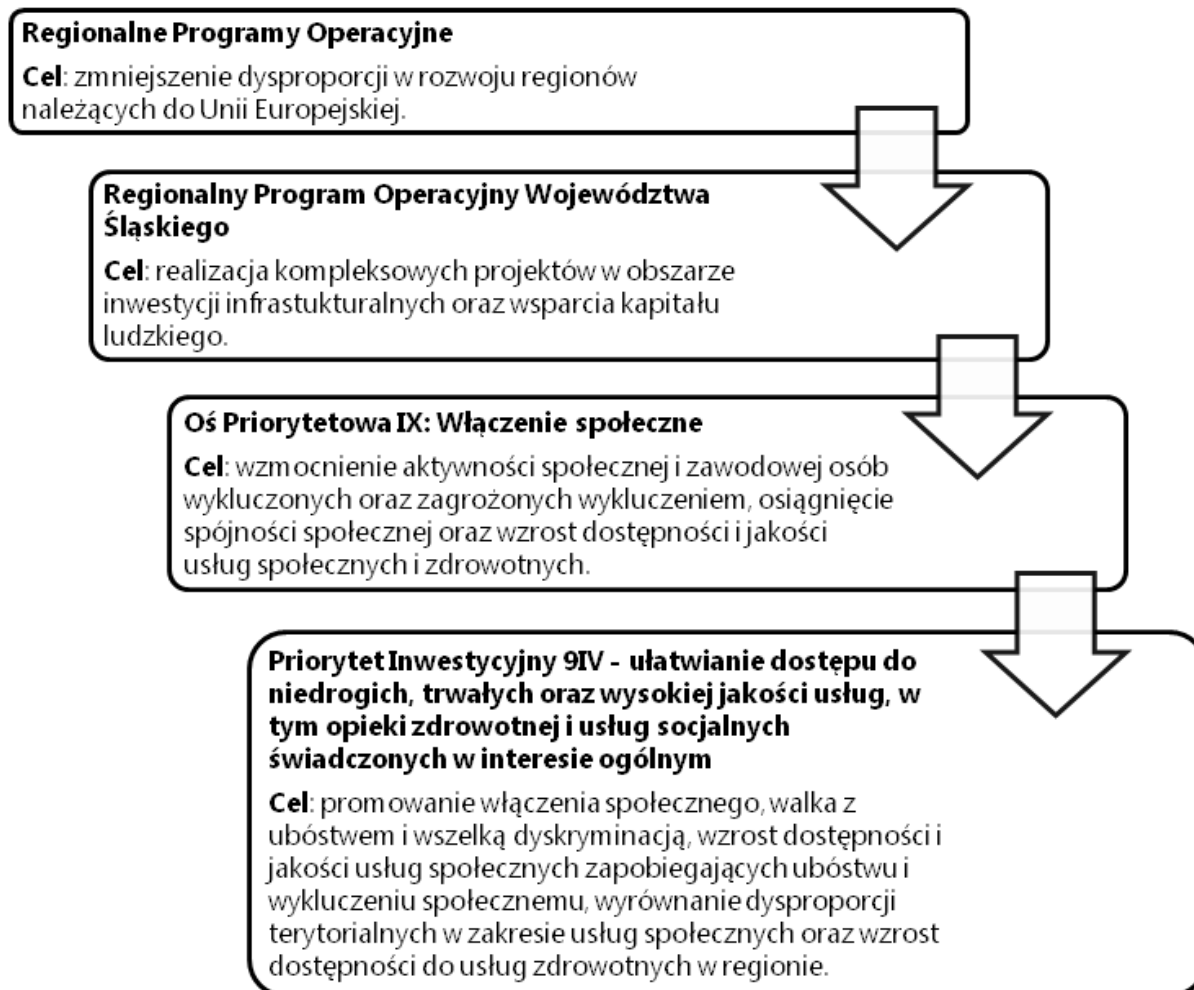 Regionalne Programy Operacyjne
Cel: zmniejszenie dysproporcji w rozwoju regionów
należących do Unii Europejskiej.
Regionalny Program Operacyjny Województwa
Śląskiego
Cel: realizacja kompleksowych projektów w obszarze
inwestycji infrastukturalnych oraz wsparcia kapitału
ludzkiego.
Oś Priorytetowa IX: Włączenie społeczne
Cel: wzmocnienie aktywności społecznej i zawodowej osób
wykluczonych oraz zagrożonych wykluczeniem, osiągnięcie
spójności społecznej oraz wzrost dostępności i jakości
usług społecznych i zdrowotnych.
Priorytet Inwestycyjny 9IV - ułatwianie dostępu do
niedrogich, trwałych oraz wysokiej jakości usług, w
tym opieki zdrowotnej i usług socjalnych
świadczonych w interesie ogólnym
Cel: promowanie włączenia społecznego, walka z
ubóstwem i wszelką dyskryminacją, wzrost dostępności i
jakości usług społecznych zapobiegających ubóstwu i
wykluczeniu społecznemu, wyrównanie dysproporcji
terytorialnych w zakresie usług społecznych oraz wzrost
dostępności do usług zdrowotnych w regionie.